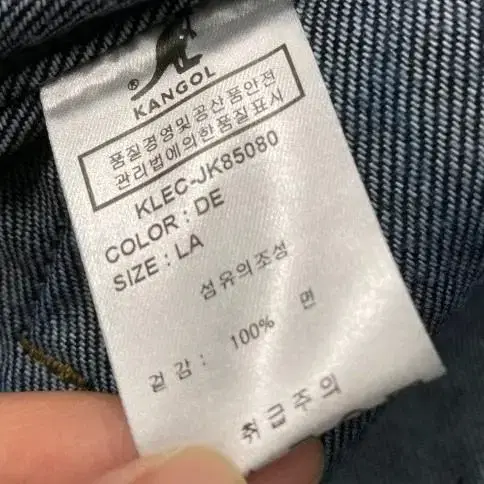 KANGOL
품질경영및공산품안전
관리법에의한품질표시
KLEC-JK85080
COLOR : DE
SIZE : LA
섬유의조성
겉 감 : 100% 면
취급주의